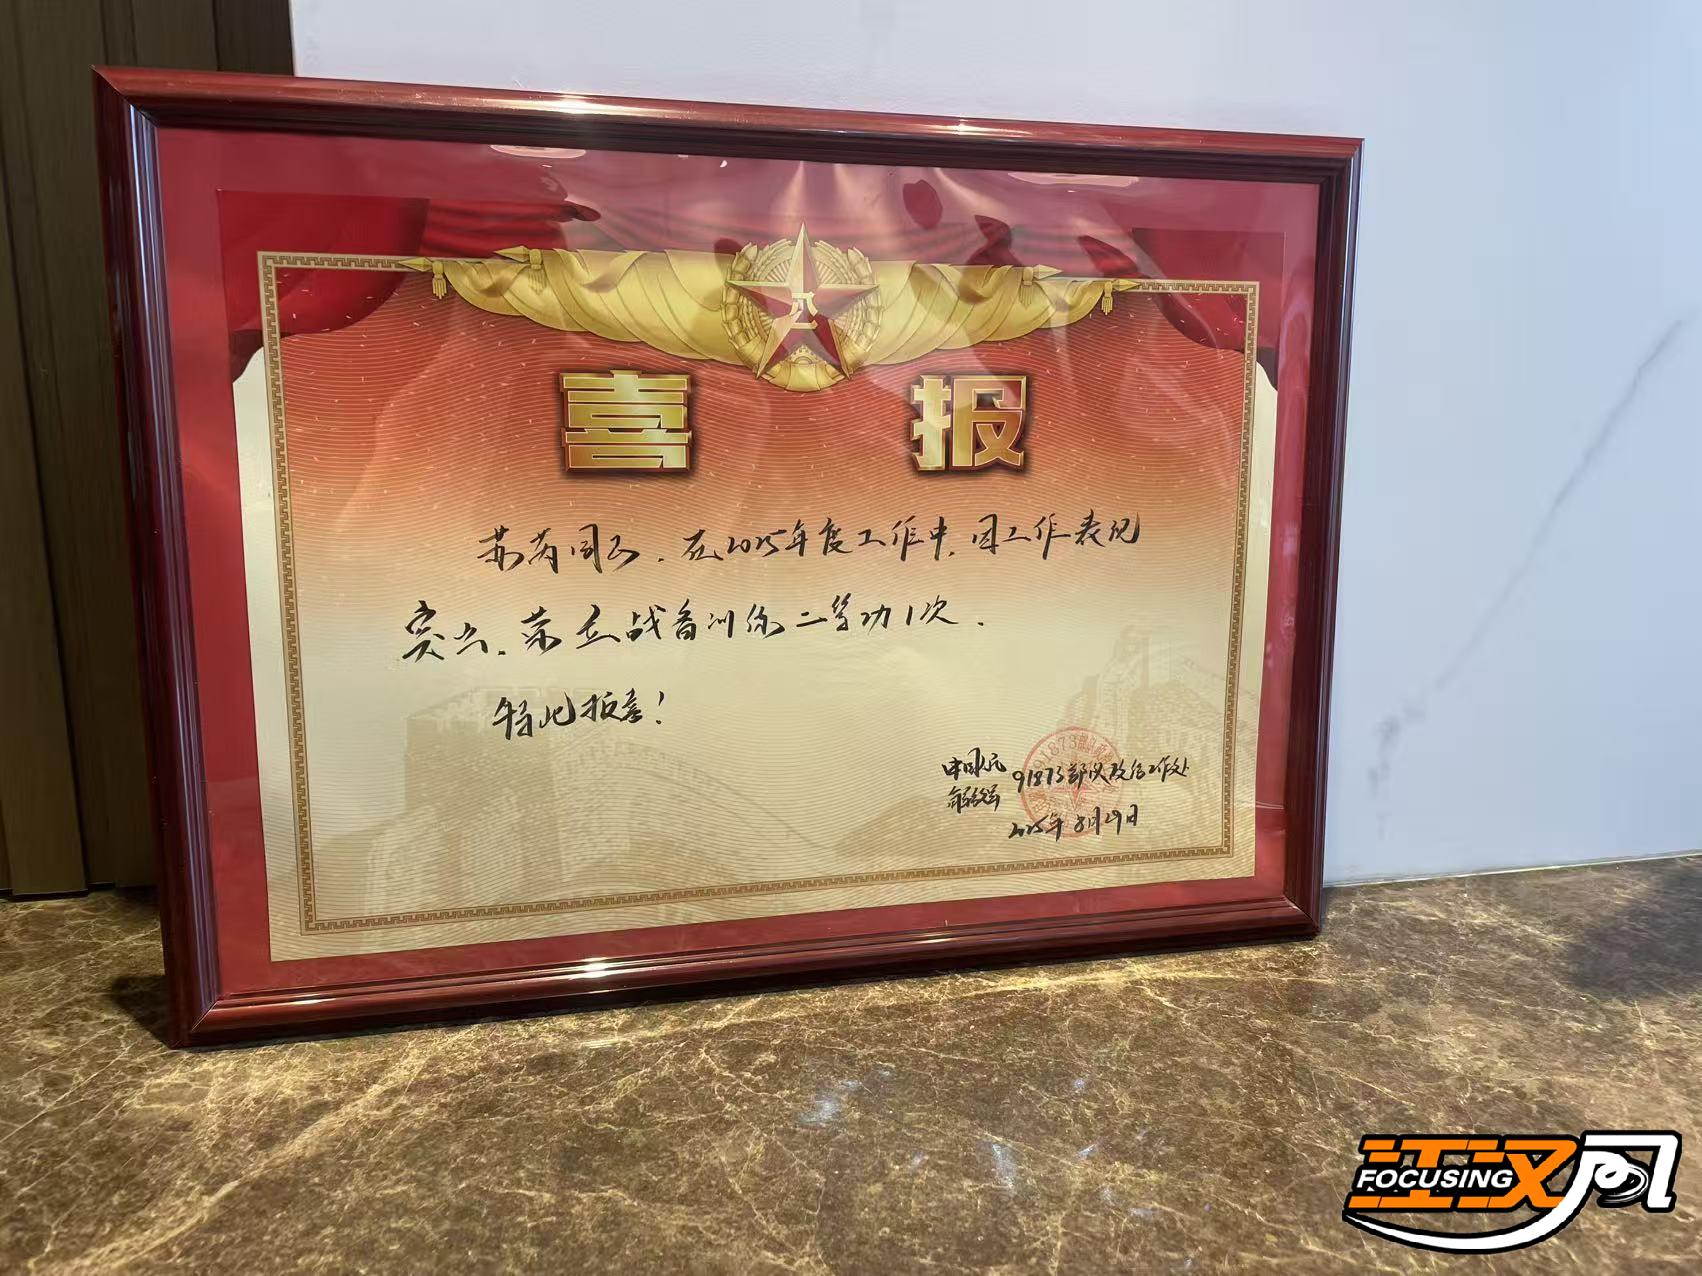 喜报
苏芮同志,在2025年度工作中,因工作表现
突出,荣立战备训练二等功1次.
特此报喜!
中国人民
解放军
91873部队政治工作处
2025年8月29日
FOCUSING